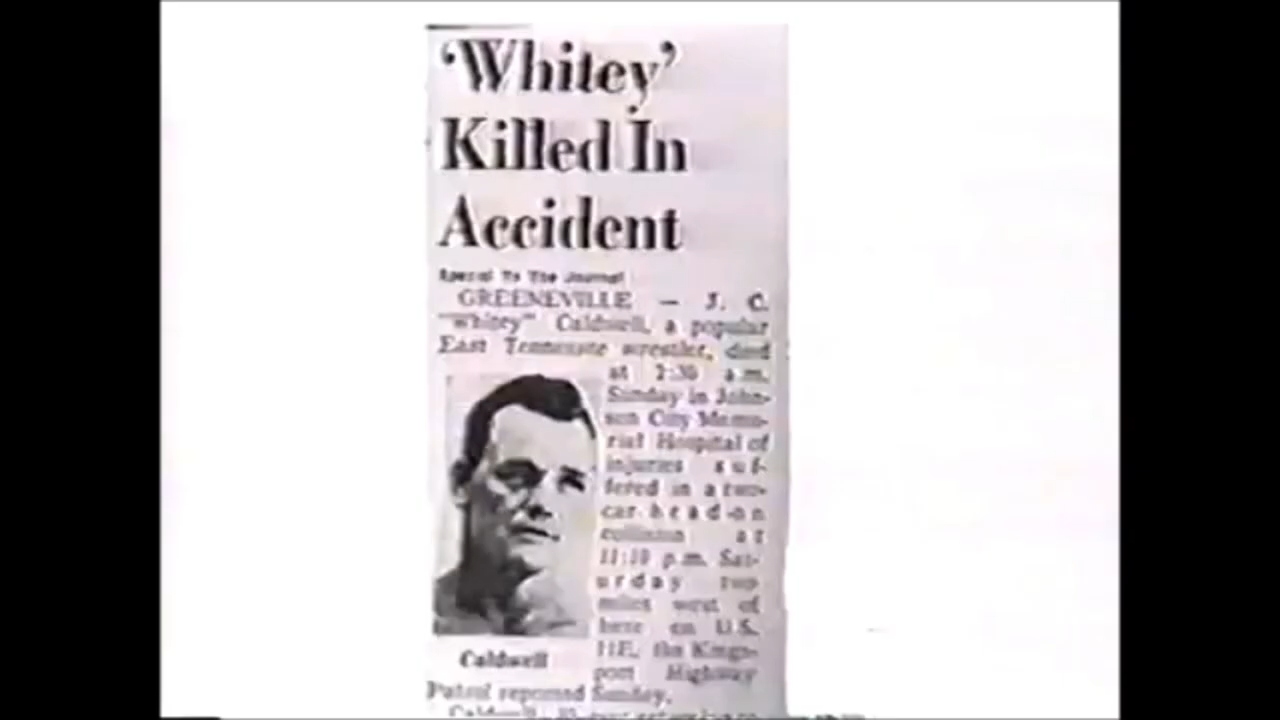 'Whitey'
Killed In
Accident
Special To The Journal
GREENEVILLE — J. C.
"Whitey" Caldwell, a popular
East Tennessee wrestler, died
at 2:30 a.m.
Sunday in John-
son City Memo-
rial Hospital of
injuries suf-
fered in a two-
car head-on
collision at
11:10 p.m. Sat-
urday two
miles west of
here on U.S.
11E, the Kings-
port Highway
Patrol reported Sunday.
Caldwell
Caldwell,